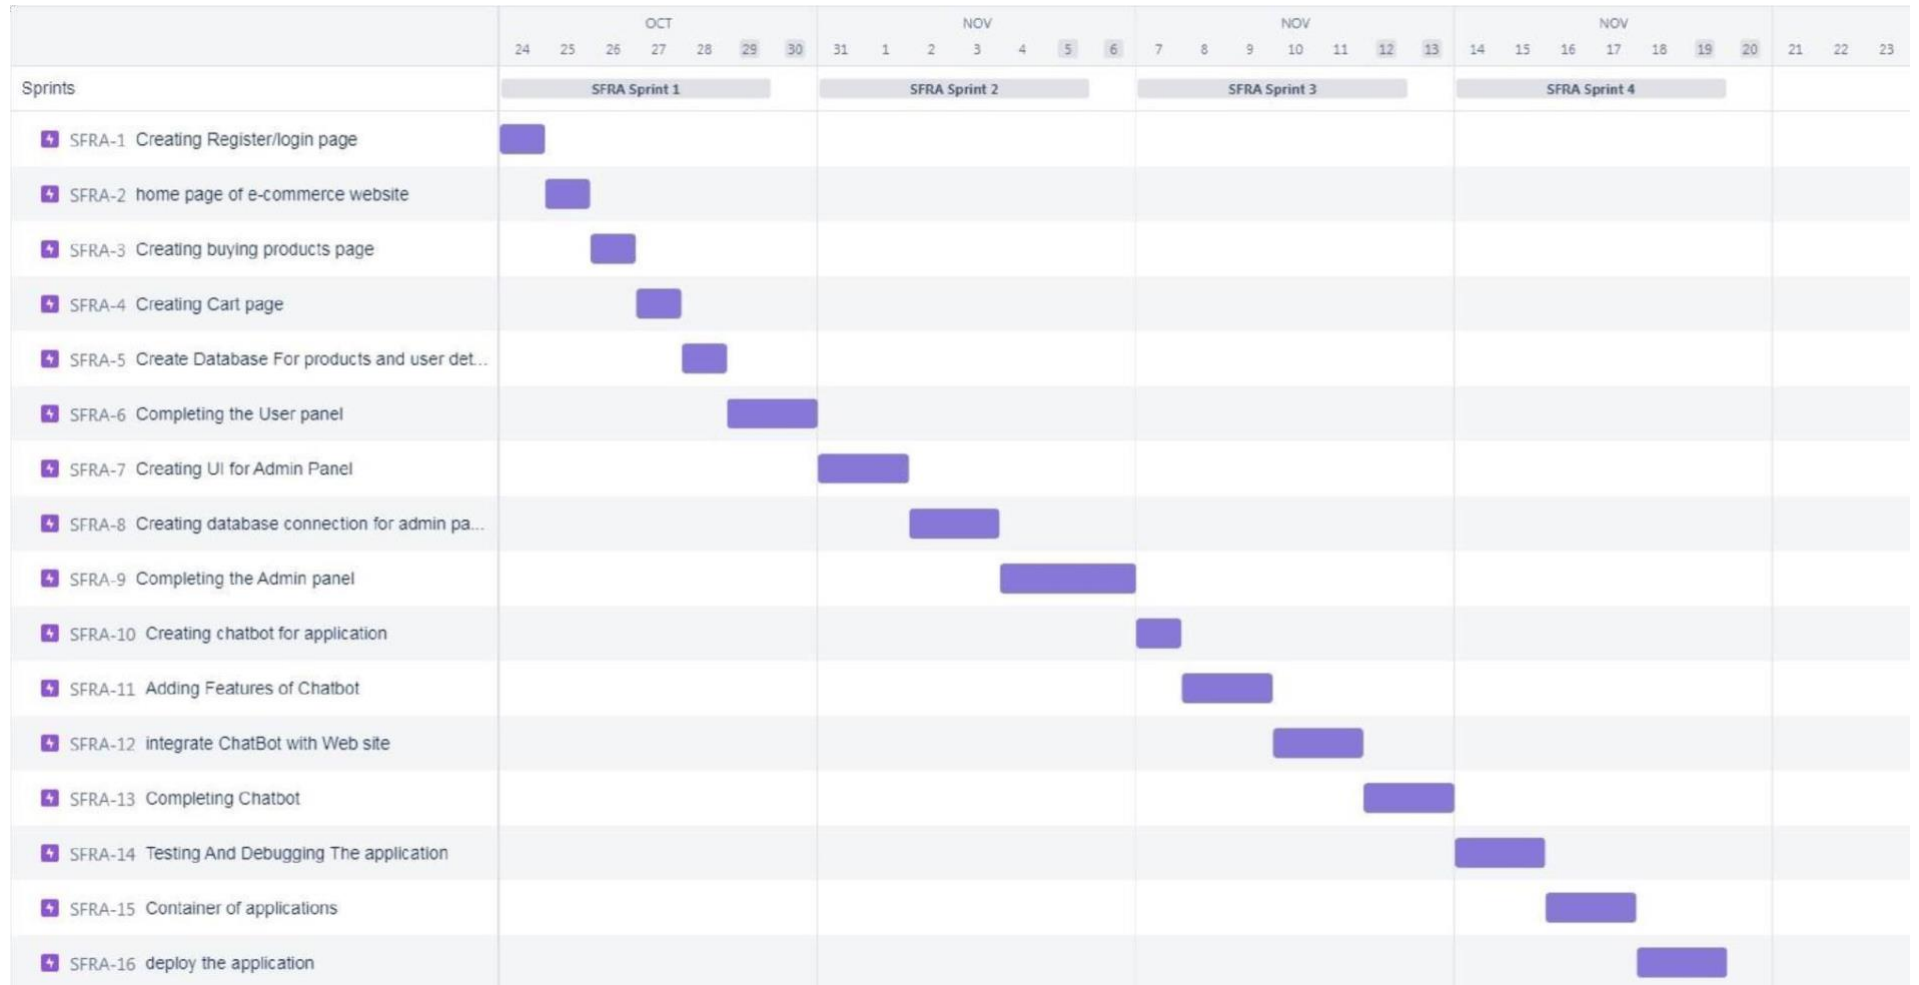 OCT NOV NOV NOV
24 25 26 27 28 29 30 31 1 2 3 4 5 6 7 8 9 10 11 12 13 14 15 16 17 18 19 20 21 22 23
Sprints SFRA Sprint 1 SFRA Sprint 2 SFRA Sprint 3 SFRA Sprint 4
SFRA-1 Creating Register/login page
SFRA-2 home page of e-commerce website
SFRA-3 Creating buying products page
SFRA-4 Creating Cart page
SFRA-5 Create Database For products and user det...
SFRA-6 Completing the User panel
SFRA-7 Creating UI for Admin Panel
SFRA-8 Creating database connection for admin pa...
SFRA-9 Completing the Admin panel
SFRA-10 Creating chatbot for application
SFRA-11 Adding Features of Chatbot
SFRA-12 integrate ChatBot with Web site
SFRA-13 Completing Chatbot
SFRA-14 Testing And Debugging The application
SFRA-15 Container of applications
SFRA-16 deploy the application